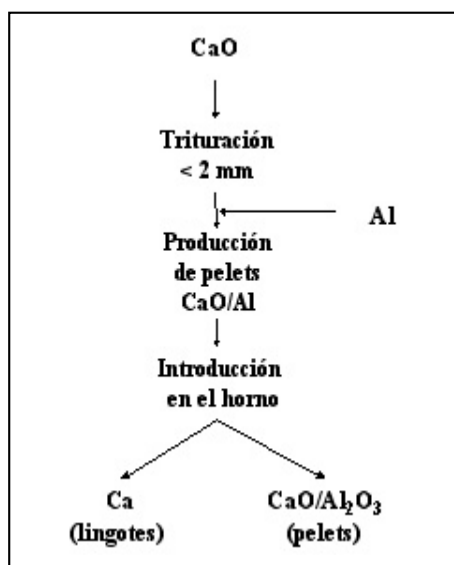 CaO
Trituración
< 2 mm
Al
Producción
de pelets
CaO/Al
Introducción
en el horno
Ca
(lingotes)
CaO/Al₂O₃
(pelets)